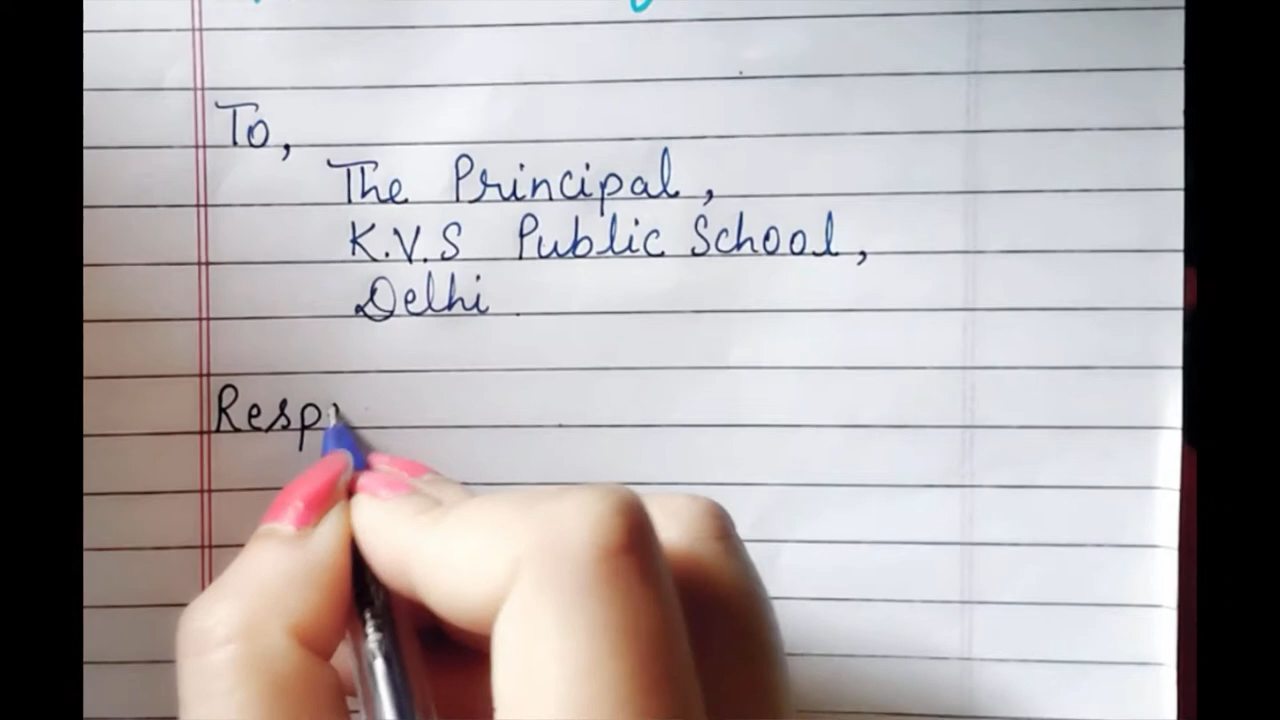 To,
The Principal,
K.V.S Public School,
Delhi
Resp